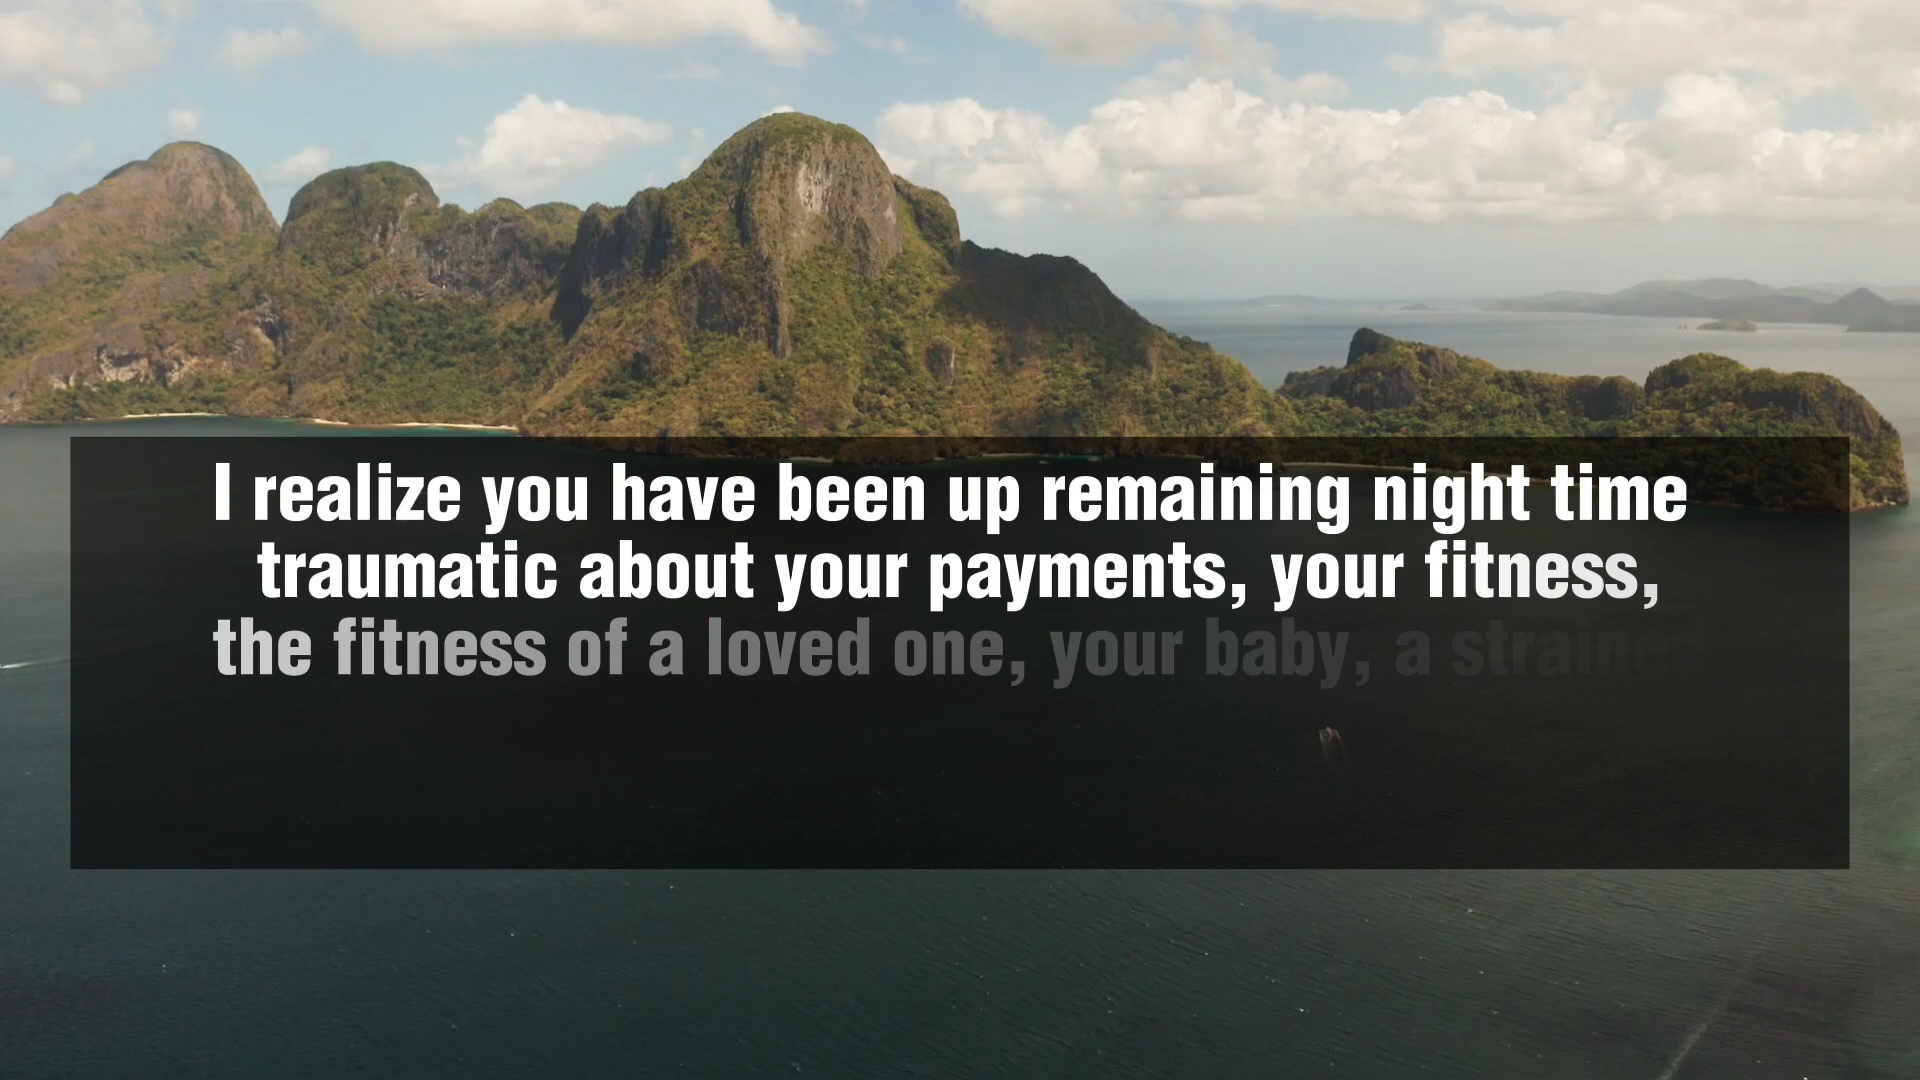 I realize you have been up remaining night time
traumatic about your payments, your fitness,
the fitness of a loved one, your baby, a